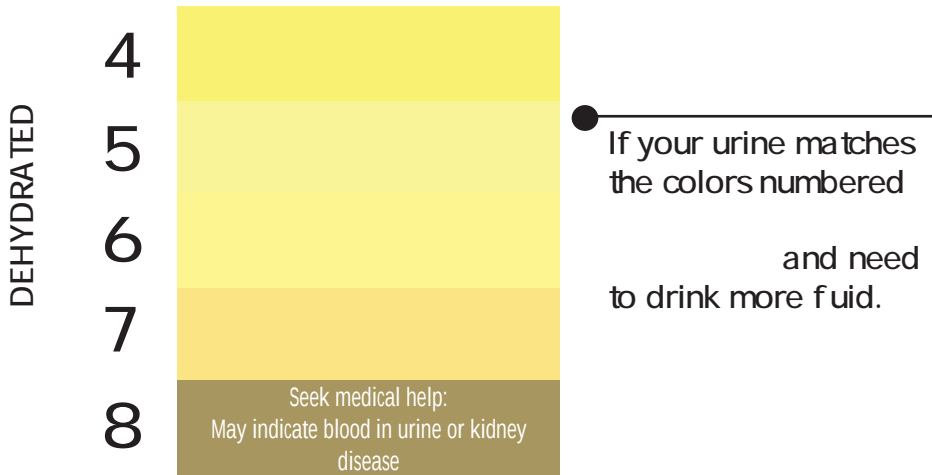 DEHYDRATED
4
5
6
7
8
Seek medical help:
May indicate blood in urine or kidney
disease
If your urine matches
the colors numbered
and need
to drink more f uid.